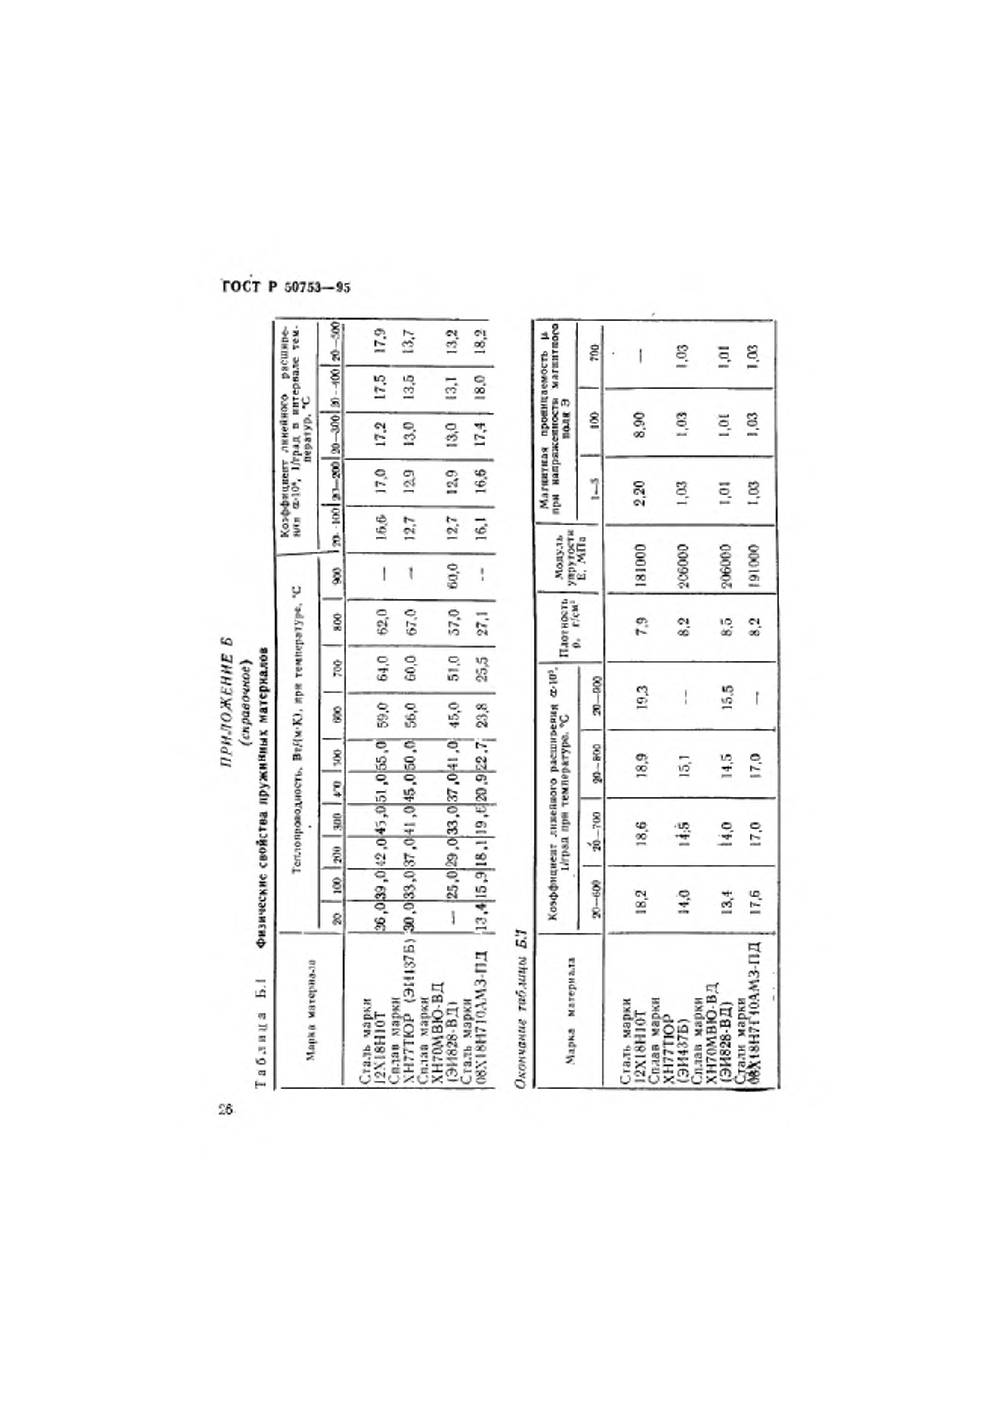 ГОСТ Р 50753—95
ПРИЛОЖЕНИЕ Б
(справочное)
Таблица Б.1 Физические свойства пружинных материалов
Марка материала
Теплопроводность, Вт/(м·К), при температуре, °С
Коэффициент линейного расшире-
ния α·10⁶, 1/град в интервале тем-
ператур, °С
20 100 200 300 400 500 600 700 800 900 20—100 20—200 20—300 20—400 20—500
Сталь марки
12Х18Н10Т 36,0 39,0 42,0 45,0 51,0 55,0 59,0 64,0 62,0 — 16,6 17,0 17,2 17,5 17,9
Сплав марки
ХН77ТЮР (ЭИ437Б) 30,0 33,0 37,0 41,0 45,0 50,0 56,0 60,0 67,0 — 12,7 12,9 13,0 13,5 13,7
Сплав марки
ХН70МВЮ-ВД
(ЭИ828-ВД) — 25,0 29,0 33,0 37,0 41,0 45,0 51,0 57,0 60,0 12,7 12,9 13,0 13,1 13,2
Сталь марки
08Х18Н7Г10АМ3-ПД 13,4 15,9 18,1 19,6 20,9 22,7 23,8 25,5 27,1 — 16,1 16,6 17,4 18,0 18,2
Окончание таблицы Б.1
Марка материала
Коэффициент линейного расширения α·10⁶,
1/град при температуре, °С
Плотность
ρ, г/см³
Модуль
упругости
Е, МПа
Магнитная проницаемость μ
при напряженности магнитного
поля Э
20—600 20—700 20—800 20—900 1—5 100 700
Сталь марки
12Х18Н10Т 18,2 18,6 18,9 19,3 7,9 181000 2,20 8,90 —
Сплав марки
ХН77ТЮР
(ЭИ437Б) 14,0 14,5 15,1 — 8,2 206000 1,03 1,03 1,03
Сплав марки
ХН70МВЮ-ВД
(ЭИ828-ВД) 13,4 14,0 14,5 15,5 8,5 206000 1,01 1,01 1,01
Стали марки
08Х18Н7Г10АМ3-ПД 17,6 17,0 17,0 — 8,2 191000 1,03 1,03 1,03
26